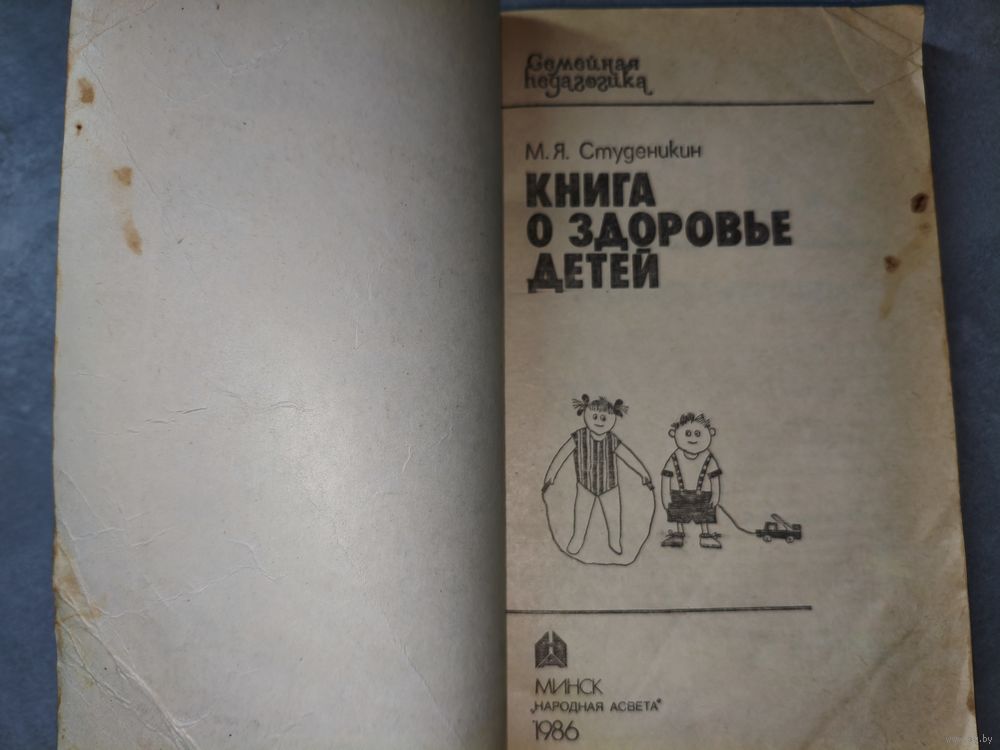 Семейная
педагогика
М. Я. Студеникин
КНИГА
О ЗДОРОВЬЕ
ДЕТЕЙ
МИНСК
„НАРОДНАЯ АСВЕТА"
1986